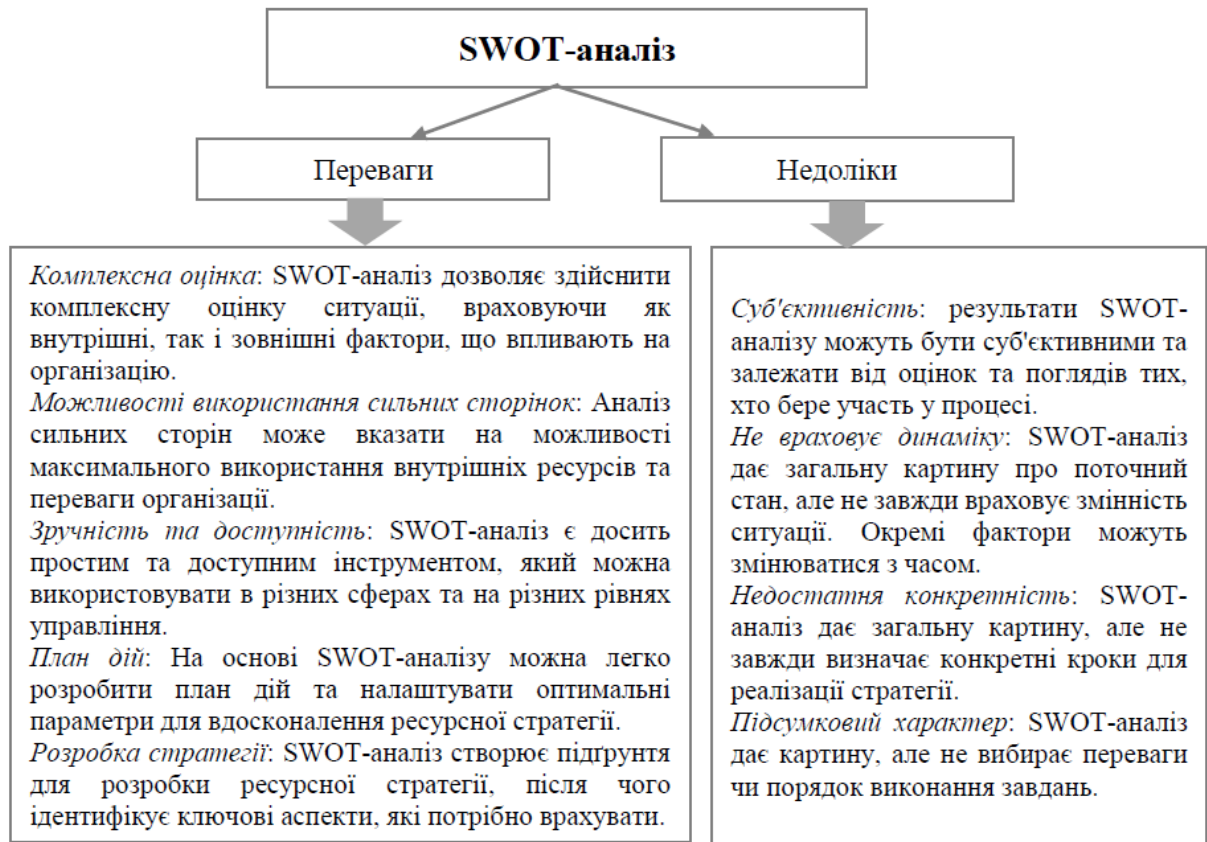 SWOT-аналіз
Переваги
Недоліки
Комплексна оцінка: SWOT-аналіз дозволяє здійснити
комплексну оцінку ситуації, враховуючи як
внутрішні, так і зовнішні фактори, що впливають на
організацію.
Можливості використання сильних сторінок: Аналіз
сильних сторін може вказати на можливості
максимального використання внутрішніх ресурсів та
переваги організації.
Зручність та доступність: SWOT-аналіз є досить
простим та доступним інструментом, який можна
використовувати в різних сферах та на різних рівнях
управління.
План дій: На основі SWOT-аналізу можна легко
розробити план дій та налаштувати оптимальні
параметри для вдосконалення ресурсної стратегії.
Розробка стратегії: SWOT-аналіз створює підґрунтя
для розробки ресурсної стратегії, після чого
ідентифікує ключові аспекти, які потрібно врахувати.
Суб'єктивність: результати SWOT-
аналізу можуть бути суб'єктивними та
залежати від оцінок та поглядів тих,
хто бере участь у процесі.
Не враховує динаміку: SWOT-аналіз
дає загальну картину про поточний
стан, але не завжди враховує змінність
ситуації. Окремі фактори можуть
змінюватися з часом.
Недостатня конкретність: SWOT-
аналіз дає загальну картину, але не
завжди визначає конкретні кроки для
реалізації стратегії.
Підсумковий характер: SWOT-аналіз
дає картину, але не вибирає переваги
чи порядок виконання завдань.